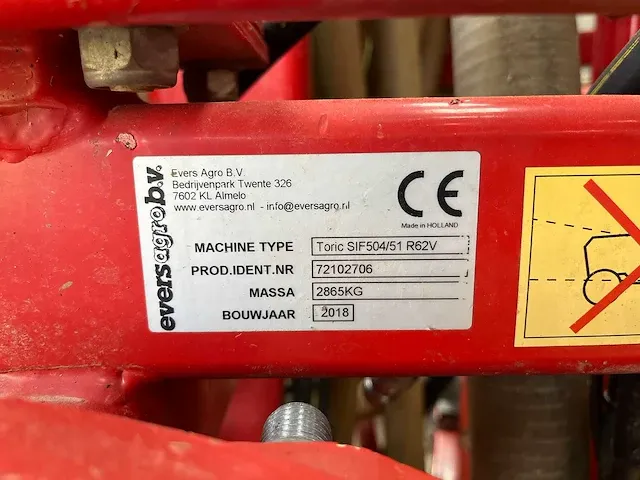 eversagrob.v.
Evers Agro B.V.
Bedrijvenpark Twente 326
7602 KL Almelo
www.eversagro.nl - info@eversagro.nl
CE
Made in HOLLAND
MACHINE TYPE Toric SIF504/51 R62V
PROD.IDENT.NR 72102706
MASSA 2865KG
BOUWJAAR 2018